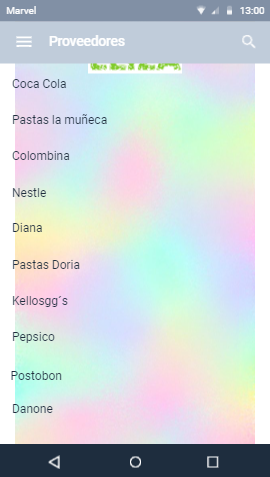 Marvel 13:00
Proveedores
Coca Cola
Pastas la muñeca
Colombina
Nestle
Diana
Pastas Doria
Kellosgg´s
Pepsico
Postobon
Danone